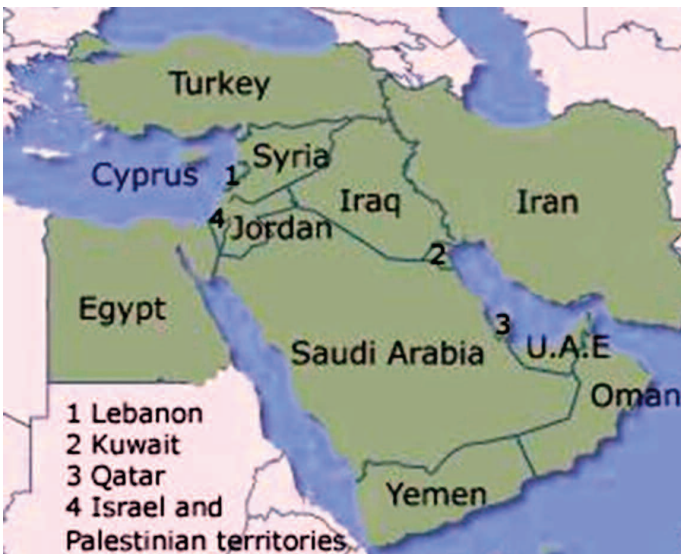 Turkey
Cyprus
1
Syria
Iraq
Iran
4
Jordan
2
Egypt
3
Saudi Arabia
U.A.E
Oman
Yemen
1 Lebanon
2 Kuwait
3 Qatar
4 Israel and
Palestinian territories